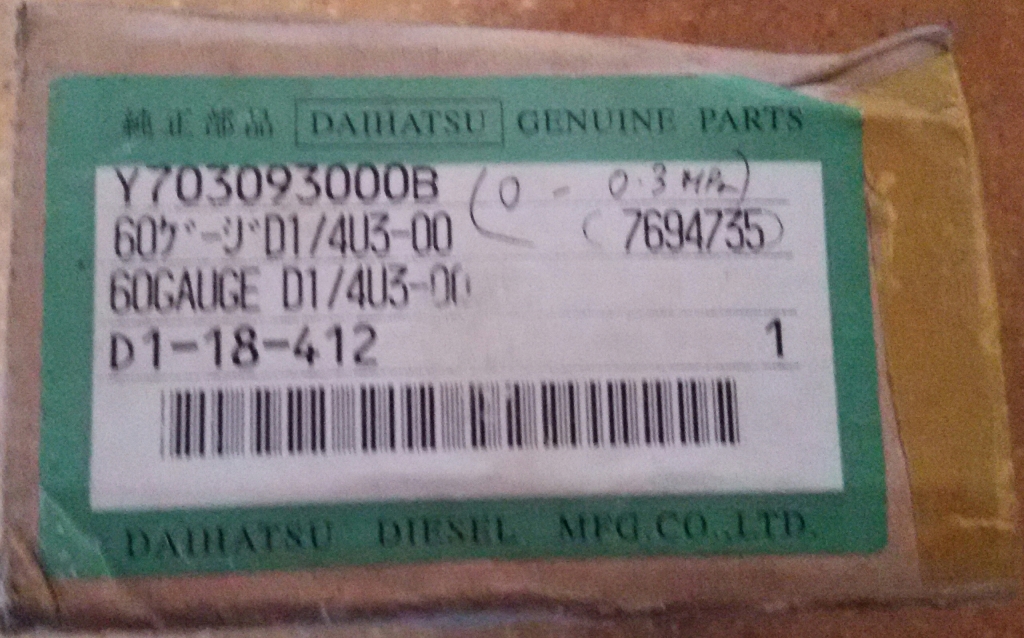 純正部品 DAIHATSU GENUINE PARTS
Y703093000B (0 - 0.3 MPa)
60ゲージD1/4U3-00 (7694735)
60GAUGE D1/4U3-00
D1-18-412 1
DAIHATSU DIESEL MFG.CO.,LTD.